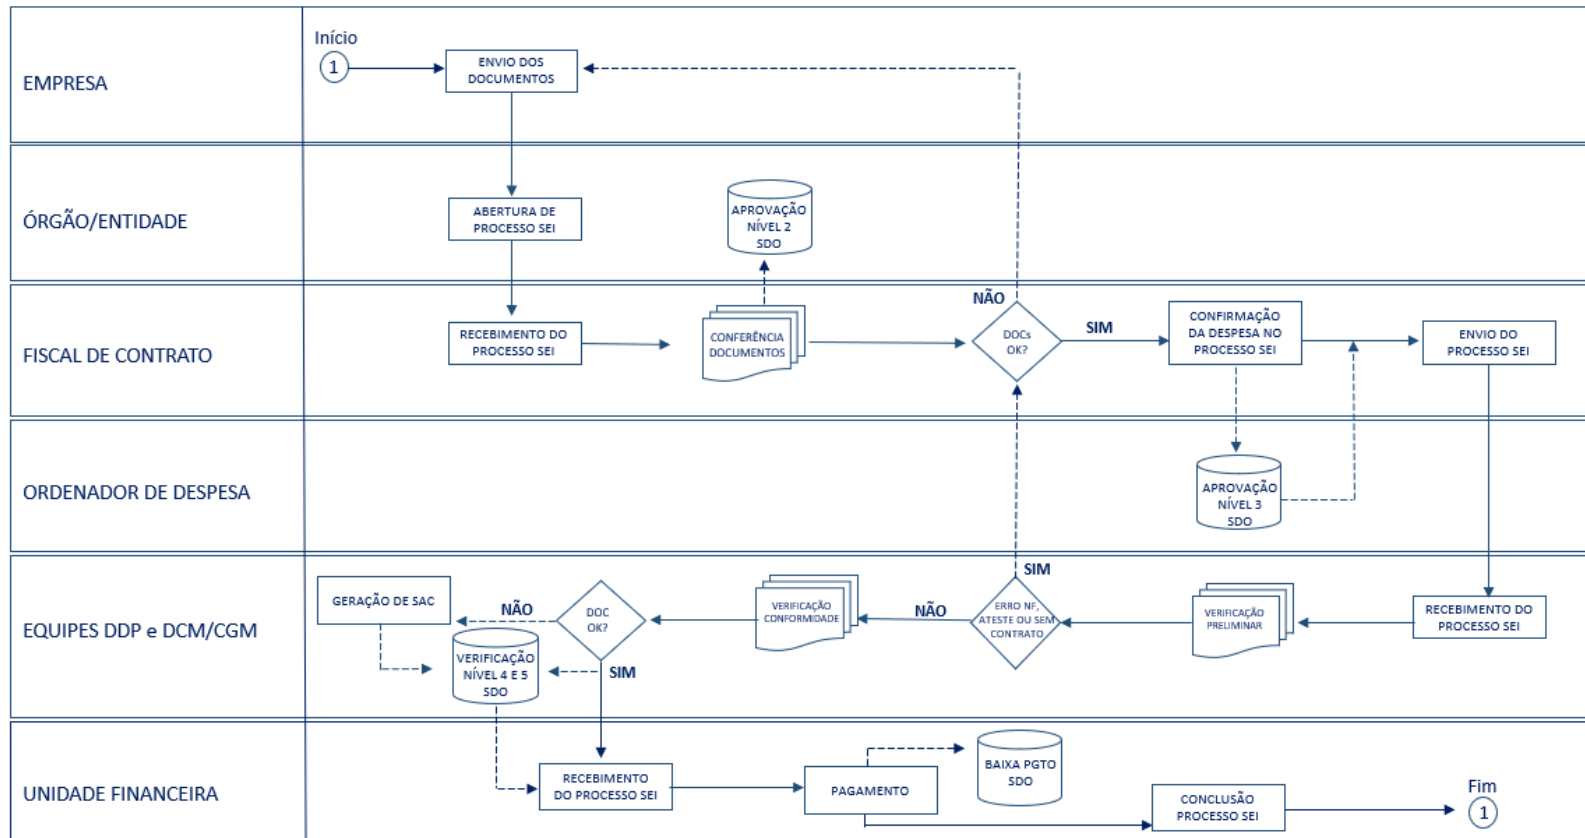 EMPRESA
Início
1
ENVIO DOS
DOCUMENTOS
ÓRGÃO/ENTIDADE
ABERTURA DE
PROCESSO SEI
APROVAÇÃO
NÍVEL 2
SDO
FISCAL DE CONTRATO
RECEBIMENTO DO
PROCESSO SEI
CONFERÊNCIA
DOCUMENTOS
NÃO
DOCs
OK?
SIM
CONFIRMAÇÃO
DA DESPESA NO
PROCESSO SEI
ENVIO DO
PROCESSO SEI
ORDENADOR DE DESPESA
APROVAÇÃO
NÍVEL 3
SDO
EQUIPES DDP e DCM/CGM
GERAÇÃO DE SAC
NÃO
DOC
OK?
SIM
VERIFICAÇÃO
NÍVEL 4 E 5
SDO
VERIFICAÇÃO
CONFORMIDADE
NÃO
SIM
ERRO NF,
ATESTE OU SEM
CONTRATO
VERIFICAÇÃO
PRELIMINAR
RECEBIMENTO DO
PROCESSO SEI
UNIDADE FINANCEIRA
RECEBIMENTO
DO PROCESSO SEI
PAGAMENTO
BAIXA PGTO
SDO
CONCLUSÃO
PROCESSO SEI
Fim
1